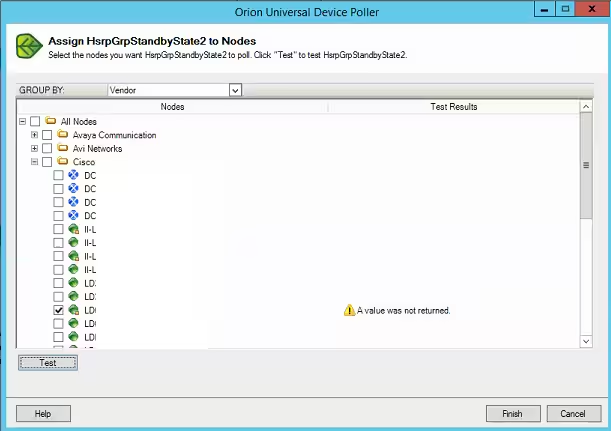 Orion Universal Device Poller
Assign HsrpGrpStandbyState2 to Nodes
Select the nodes you want HsrpGrpStandbyState2 to poll. Click "Test" to test HsrpGrpStandbyState2.
GROUP BY: Vendor
Nodes Test Results
All Nodes
Avaya Communication
Avi Networks
Cisco
DC
DC
DC
DC
II-L
II-L
II-L
II-L
LD
LD
LD A value was not returned.
LD
LD
Test
Help Finish Cancel